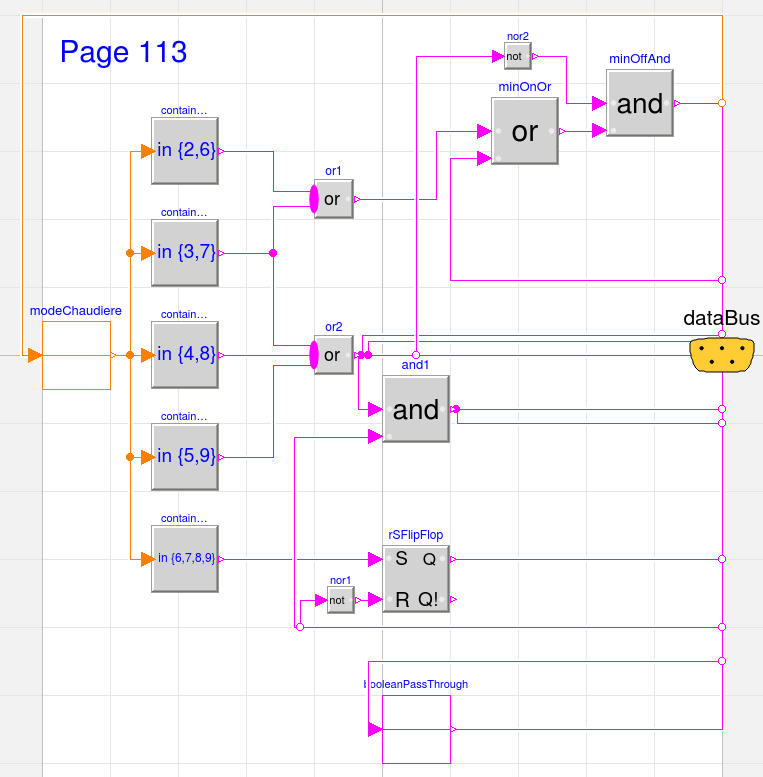 Page 113
nor2
not
minOffAnd
and
minOnOr
or
contain...
in {2,6}
or1
or
contain...
in {3,7}
modeChaudiere
contain...
in {4,8}
or2
or
dataBus
and1
and
contain...
in {5,9}
contain...
in {6,7,8,9}
rSFlipFlop
S Q
R Q!
nor1
not
booleanPassThrough